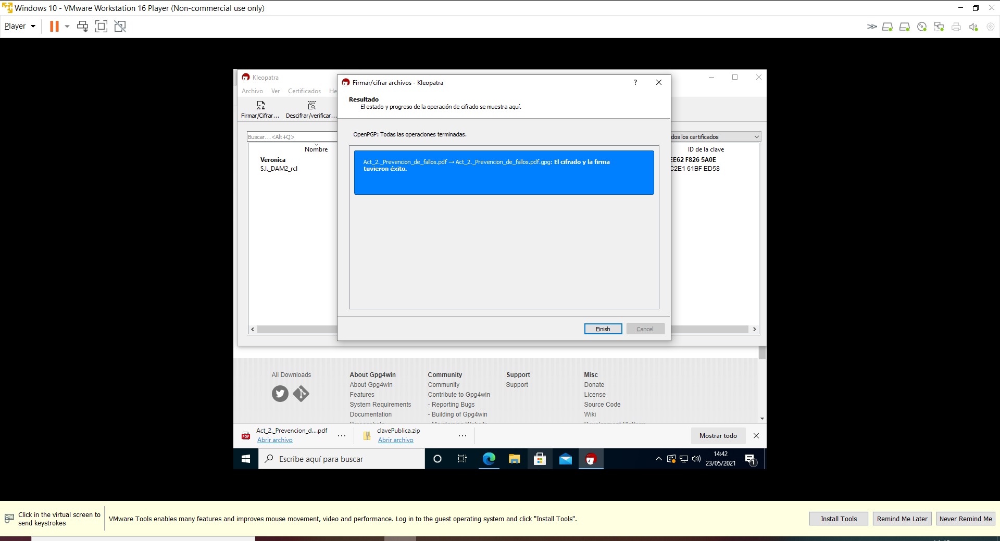 Windows 10 - VMware Workstation 16 Player (Non-commercial use only)
Player
Kleopatra
Archivo Ver Certificados He
Firmar/Cifrar... Descifrar/verificar...
Buscar...<Alt+Q>
Nombre
Veronica
S.I._DAM2_rcl
Firmar/cifrar archivos - Kleopatra
?
Resultado
El estado y progreso de la operación de cifrado se muestra aquí.
OpenPGP: Todas las operaciones terminadas.
Act_2._Prevencion_de_fallos.pdf → Act_2._Prevencion_de_fallos.pdf.gpg: El cifrado y la firma
tuvieron éxito.
Finish Cancel
dos los certificados
ID de la clave
EE62 F826 5A0E
C2E1 61BF ED58
All Downloads
About Gpg4win
About Gpg4win
Features
System Requirements
Documentation
Screenshots
Community
Community
Contribute to Gpg4win
- Reporting Bugs
- Building of Gpg4win
- Maintaining Website
Support
Support
Misc
Donate
License
Source Code
Wiki
Development Platform
PDF
Act_2._Prevencion_d....pdf
Abrir archivo
...
clavePublica.zip
Abrir archivo
...
Mostrar todo
Escribe aquí para buscar
14:42
23/05/2021
1
Click in the virtual screen to
send keystrokes
VMware Tools enables many features and improves mouse movement, video and performance. Log in to the guest operating system and click "Install Tools".
Install Tools Remind Me Later Never Remind Me